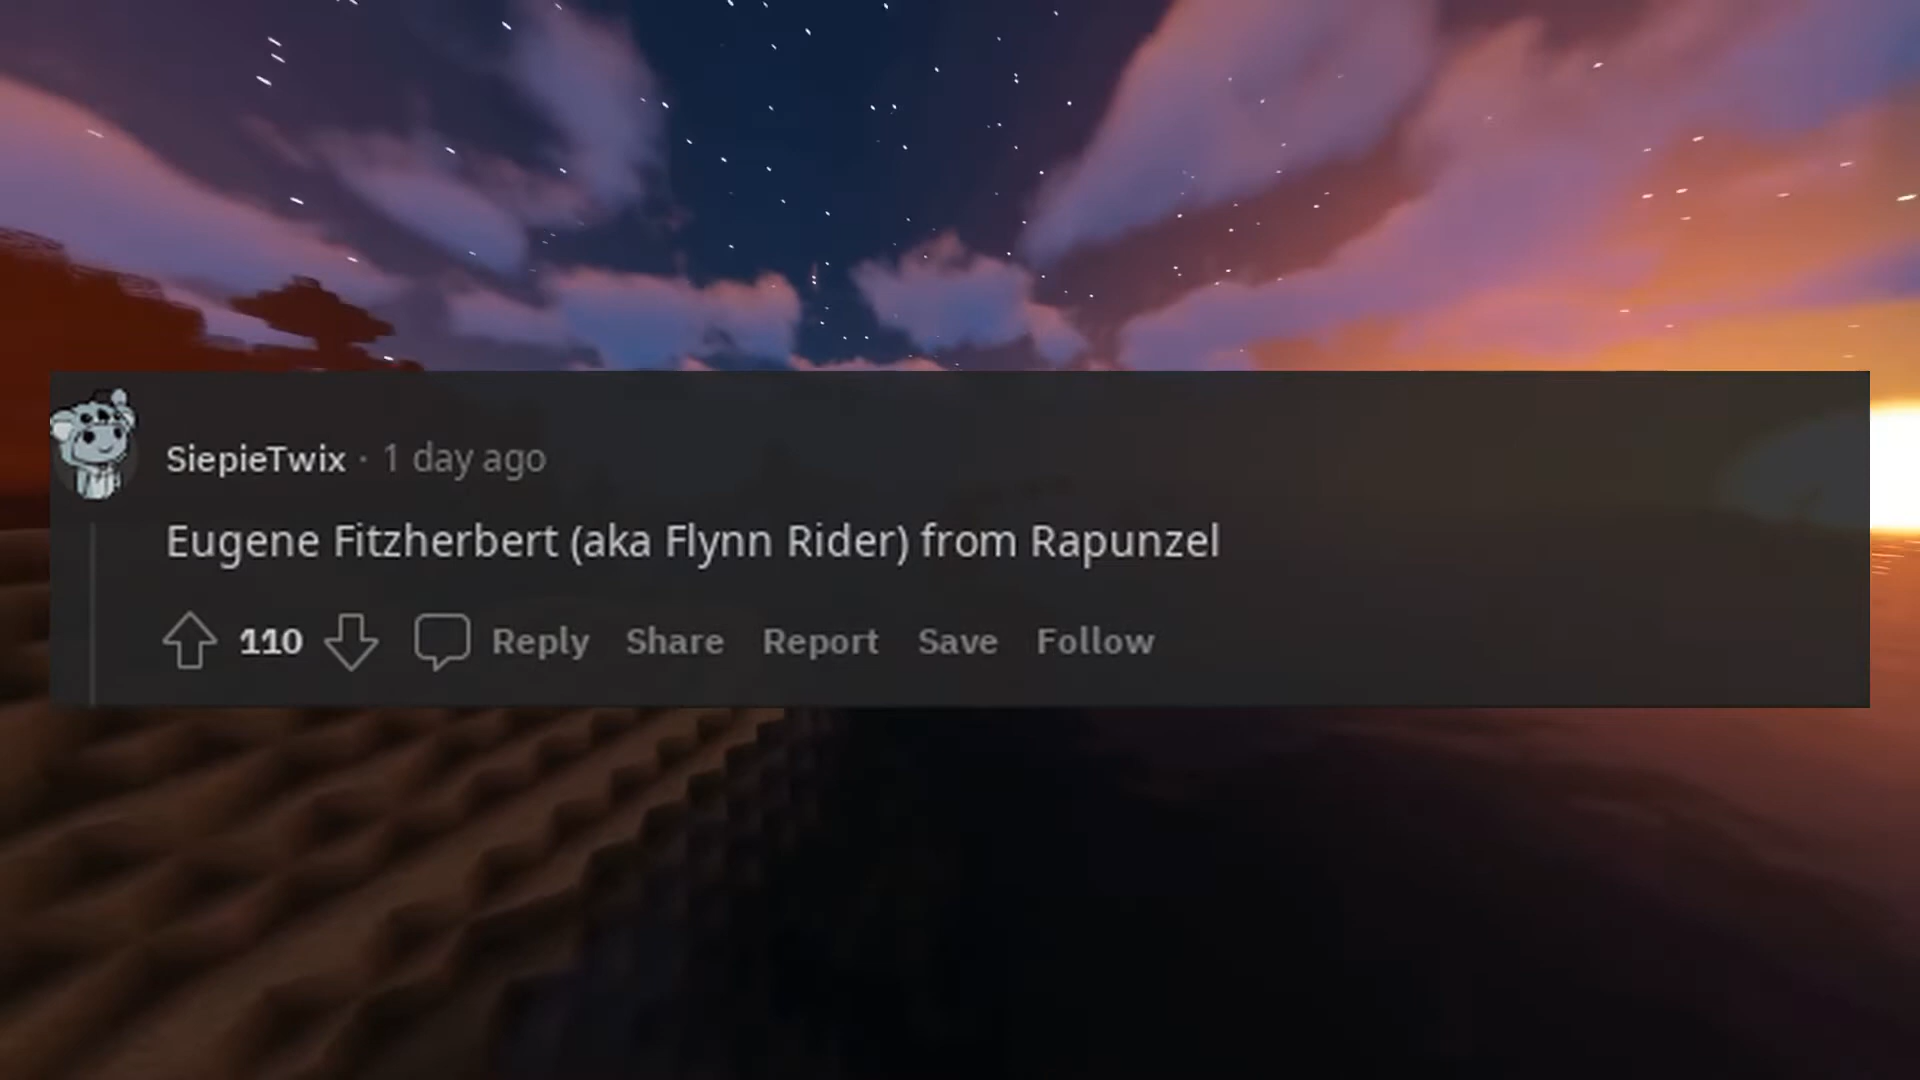 SiepieTwix · 1 day ago
Eugene Fitzherbert (aka Flynn Rider) from Rapunzel
110 Reply Share Report Save Follow